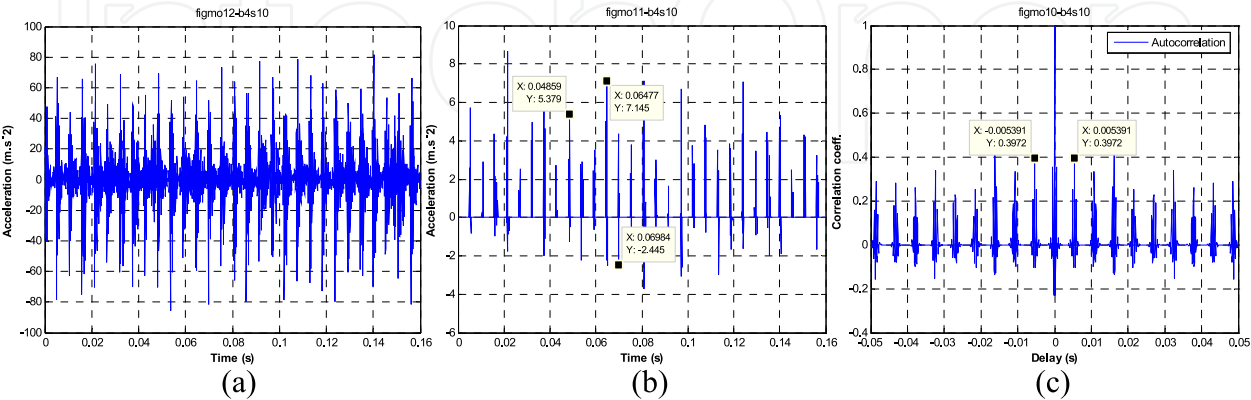 figmo12-b4s10
100
80
60
40
20
0
-20
-40
-60
-80
-100
0 0.02 0.04 0.06 0.08 0.1 0.12 0.14 0.16
Acceleration (m.s^2)
Time (s)
(a)
figmo11-b4s10
10
8
6
4
2
0
-2
-4
-6
0 0.02 0.04 0.06 0.08 0.1 0.12 0.14 0.16
Acceleration (m.s^2)
Time (s)
X: 0.04859
Y: 5.379
X: 0.06477
Y: 7.145
X: 0.06984
Y: -2.445
(b)
figmo10-b4s10
Autocorrelation
1
0.8
0.6
0.4
0.2
0
-0.2
-0.4
-0.05 -0.04 -0.03 -0.02 -0.01 0 0.01 0.02 0.03 0.04 0.05
Correlation coeff.
Delay (s)
X: -0.005391
Y: 0.3972
X: 0.005391
Y: 0.3972
(c)